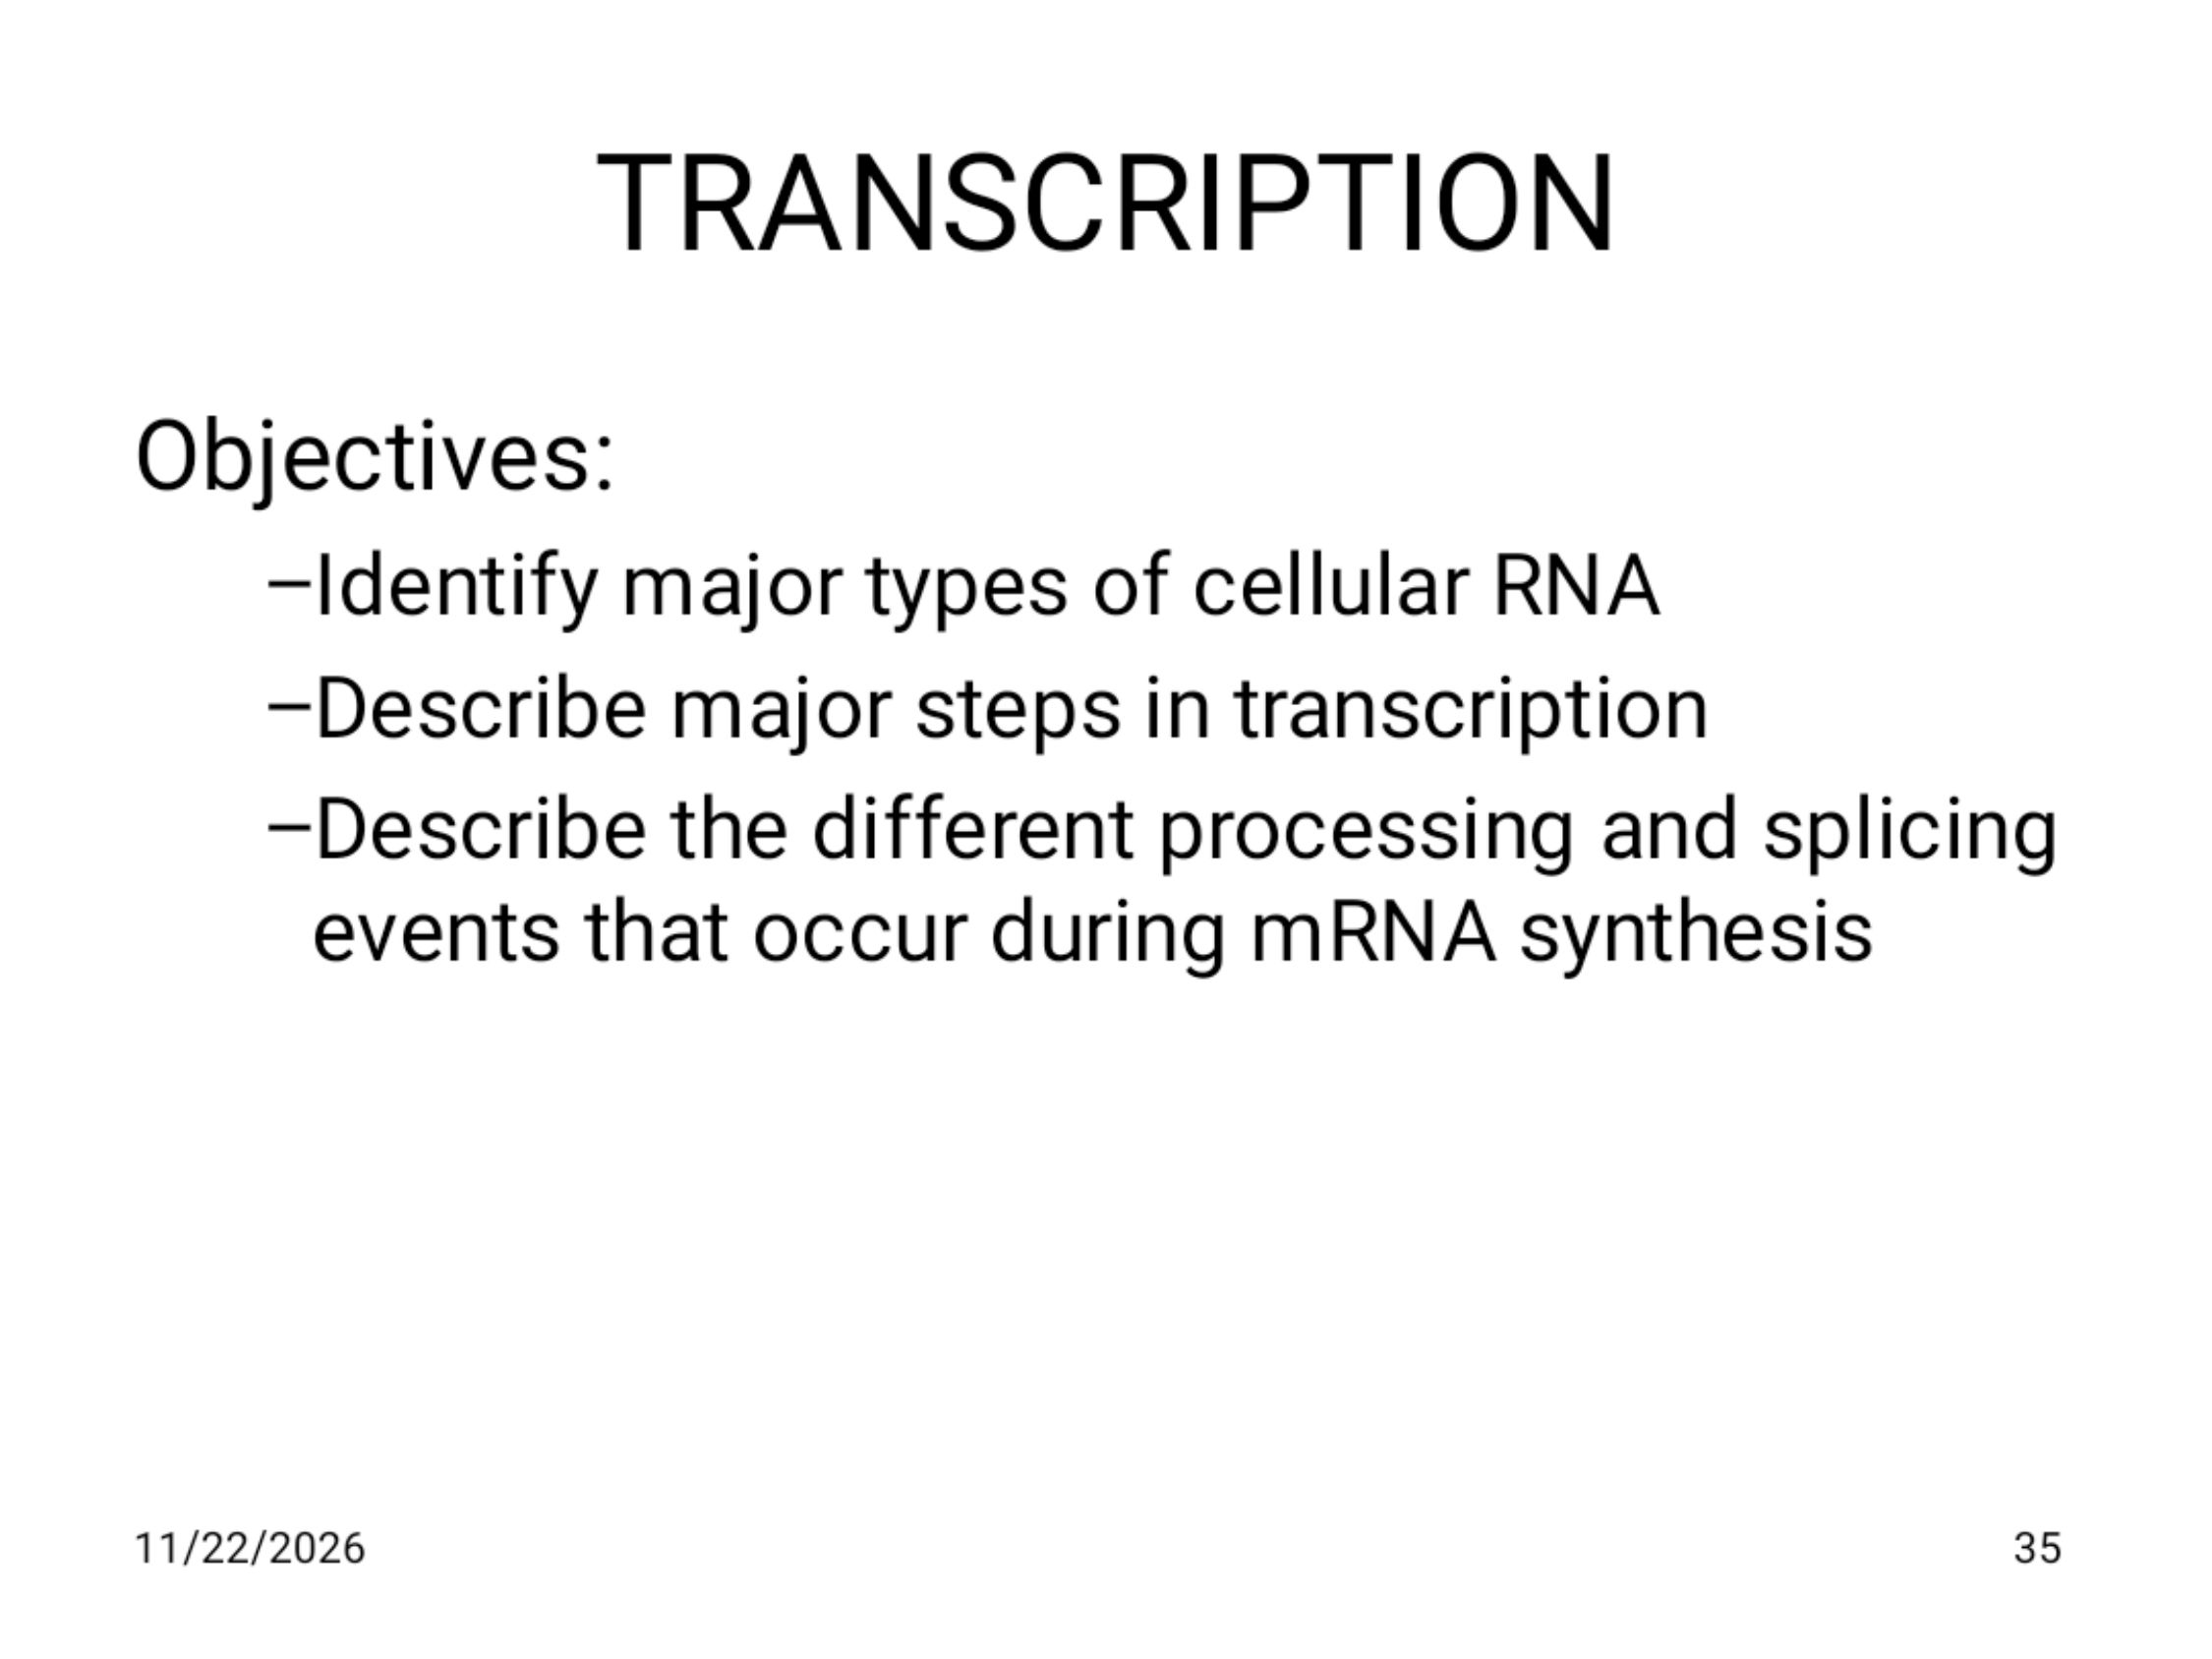 TRANSCRIPTION
Objectives:
–Identify major types of cellular RNA
–Describe major steps in transcription
–Describe the different processing and splicing
events that occur during mRNA synthesis
11/22/2026
35